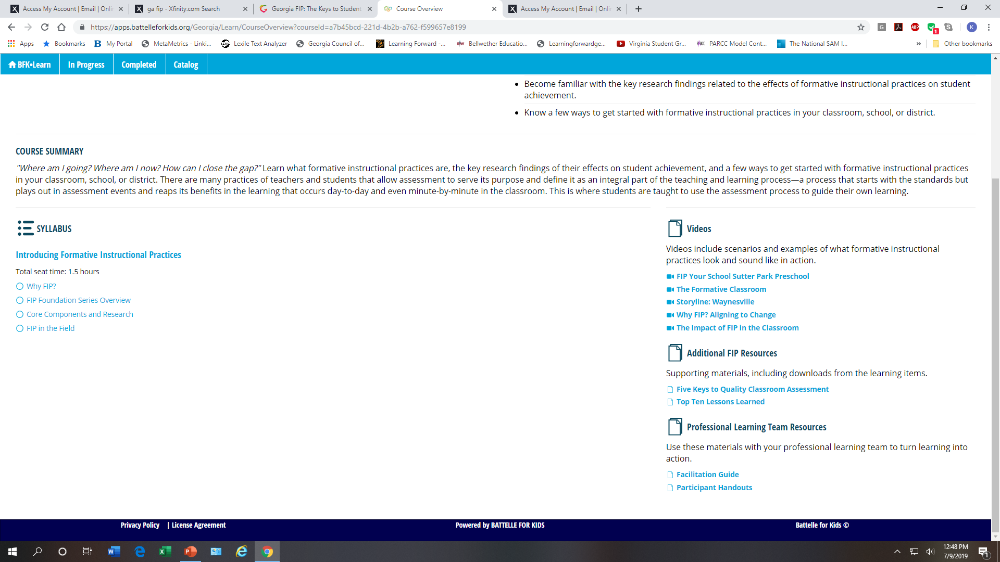 Access My Account | Email | Onli
ga fip - Xfinity.com Search
Georgia FIP: The Keys to Student
Course Overview
Access My Account | Email | Onli
https://apps.battelleforkids.org/Georgia/Learn/CourseOverview?courseId=a7b45bcd-221d-4b2b-a762-f599657e8199
Apps
Bookmarks
My Portal
MetaMetrics - Linki...
Lexile Text Analyzer
Georgia Council of...
Learning Forward -...
Bellwether Educatio...
Learningforwardge...
Virginia Student Gr...
PARCC Model Cont...
The National SAM I...
»
Other bookmarks
BFK•Learn
In Progress
Completed
Catalog
• Become familiar with the key research findings related to the effects of formative instructional practices on student
achievement.
• Know a few ways to get started with formative instructional practices in your classroom, school, or district.
COURSE SUMMARY
"Where am I going? Where am I now? How can I close the gap?" Learn what formative instructional practices are, the key research findings of their effects on student achievement, and a few ways to get started with formative instructional practices
in your classroom, school, or district. There are many practices of teachers and students that allow assessment to serve its purpose and define it as an integral part of the teaching and learning process—a process that starts with the standards but
plays out in assessment events and reaps its benefits in the learning that occurs day-to-day and even minute-by-minute in the classroom. This is where students are taught to use the assessment process to guide their own learning.
SYLLABUS
Introducing Formative Instructional Practices
Total seat time: 1.5 hours
Why FIP?
FIP Foundation Series Overview
Core Components and Research
FIP in the Field
Videos
Videos include scenarios and examples of what formative instructional
practices look and sound like in action.
FIP Your School Sutter Park Preschool
The Formative Classroom
Storyline: Waynesville
Why FIP? Aligning to Change
The Impact of FIP in the Classroom
Additional FIP Resources
Supporting materials, including downloads from the learning items.
Five Keys to Quality Classroom Assessment
Top Ten Lessons Learned
Professional Learning Team Resources
Use these materials with your professional learning team to turn learning into
action.
Facilitation Guide
Participant Handouts
Privacy Policy | License Agreement
Powered by BATTELLE FOR KIDS
Battelle for Kids ©
12:48 PM
7/9/2019